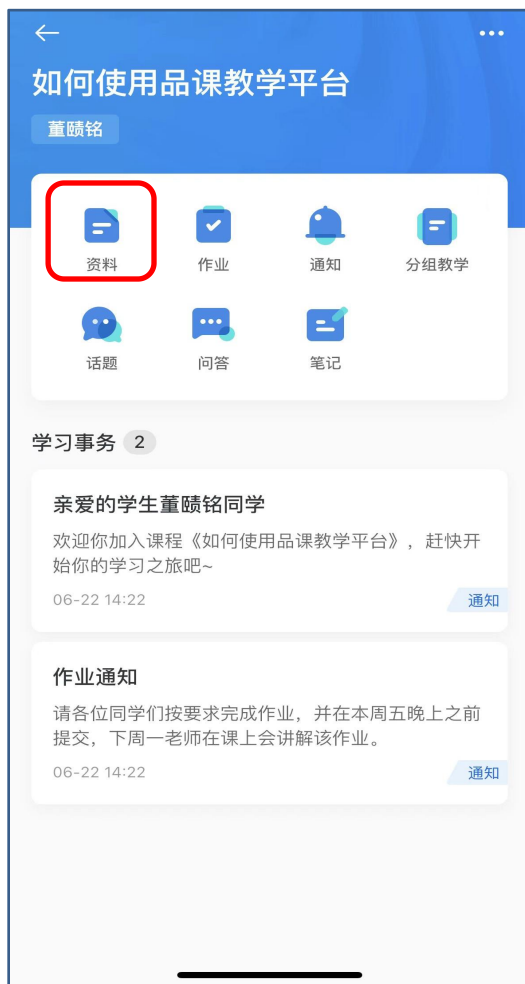 如何使用品课教学平台
董赜铭
资料 作业 通知 分组教学
话题 问答 笔记
学习事务 2
亲爱的学生董赜铭同学
欢迎你加入课程《如何使用品课教学平台》，赶快开
始你的学习之旅吧~
06-22 14:22 通知
作业通知
请各位同学们按要求完成作业，并在本周五晚上之前
提交，下周一老师在课上会讲解该作业。
06-22 14:22 通知